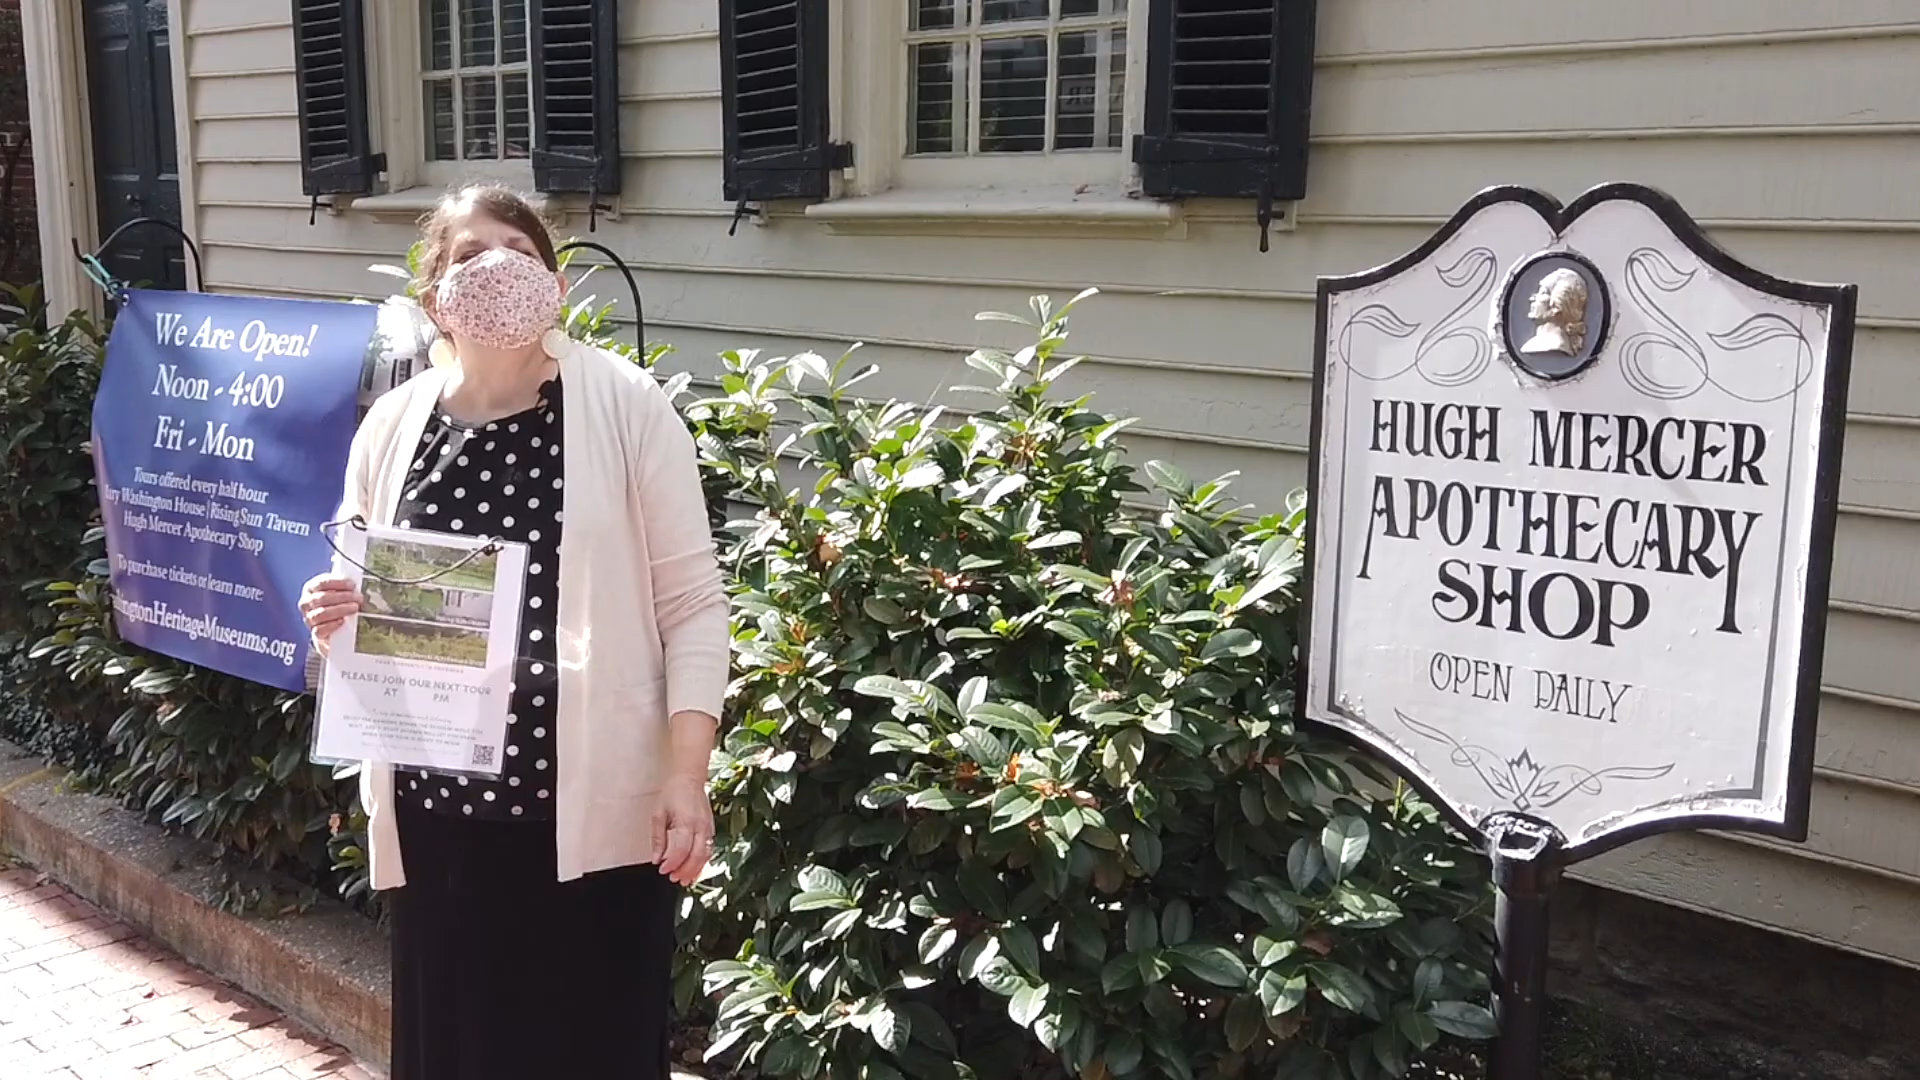 We Are Open!
Noon - 4:00
Fri - Mon
Tours offered every half hour
Washington House | Rising Sun Tavern
Hugh Mercer Apothecary Shop
To purchase tickets or learn more:
ingtonHeritageMuseums.org
PLEASE JOIN OUR NEXT TOUR
AT PM
HUGH MERCER
APOTHECARY
SHOP
OPEN DAILY